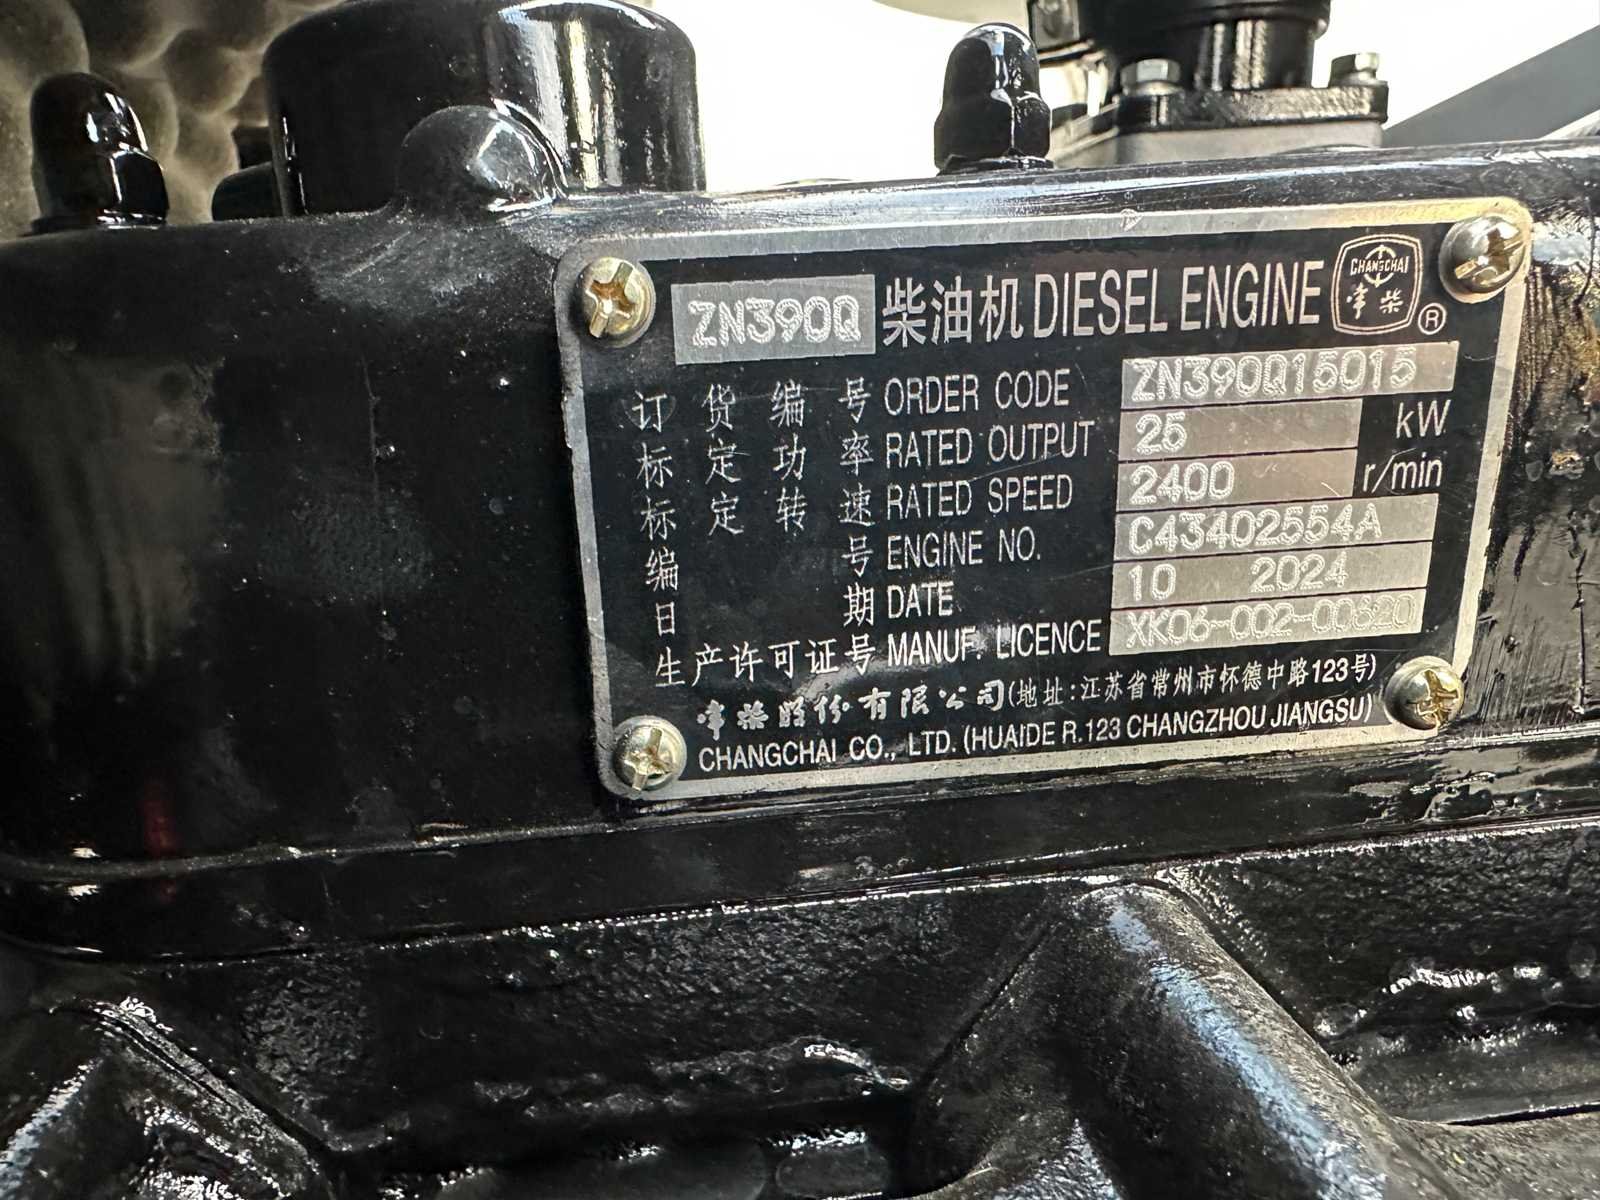 ZN390Q 柴油机 DIESEL ENGINE CHANGCHAI 常柴 ®
订货编号 ORDER CODE ZN390Q15015
标定功率 RATED OUTPUT 25 kW
标定转速 RATED SPEED 2400 r/min
编号 ENGINE NO. C43402554A
日期 DATE 10 2024
生产许可证号 MANUF. LICENCE XK06-002-00620
常柴股份有限公司(地址:江苏省常州市怀德中路123号)
CHANGCHAI CO., LTD. (HUAIDE R.123 CHANGZHOU JIANGSU)